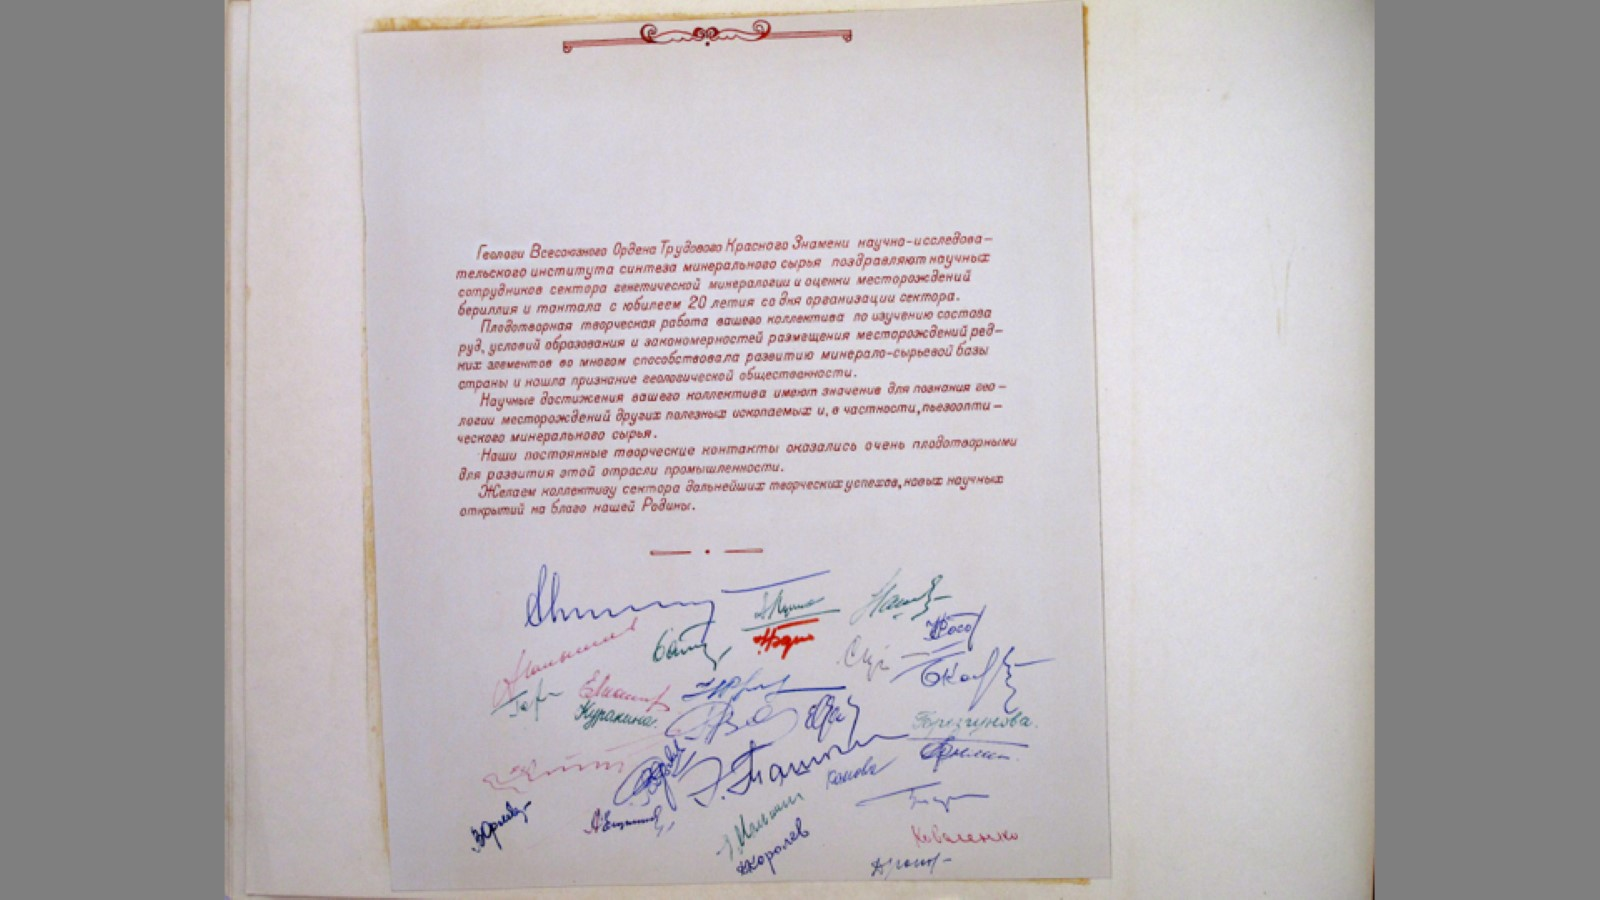 Геологи Всесоюзного Ордена Трудового Красного Знамени научно-исследова-
тельского института синтеза минерального сырья поздравляют научных
сотрудников сектора генетической минералогии и оценки месторождений
бериллия и тантала с юбилеем 20 летия со дня организации сектора.
Плодотворная творческая работа вашего коллектива по изучению состава
руд, условий образования и закономерностей размещения месторождений ред-
ких элементов во многом способствовала развитию минерало-сырьевой базы
страны и нашла признание геологической общественности.
Научные достижения вашего коллектива имеют значение для познания гео-
логии месторождений других полезных ископаемых и, в частности, пьезоопти-
ческого минерального сырья.
Наши постоянные творческие контакты оказались очень плодотворными
для развития этой отрасли промышленности.
Желаем коллективу сектора дальнейших творческих успехов, новых научных
открытий на благо нашей Родины.
Куракина.
Королев
Коваленко